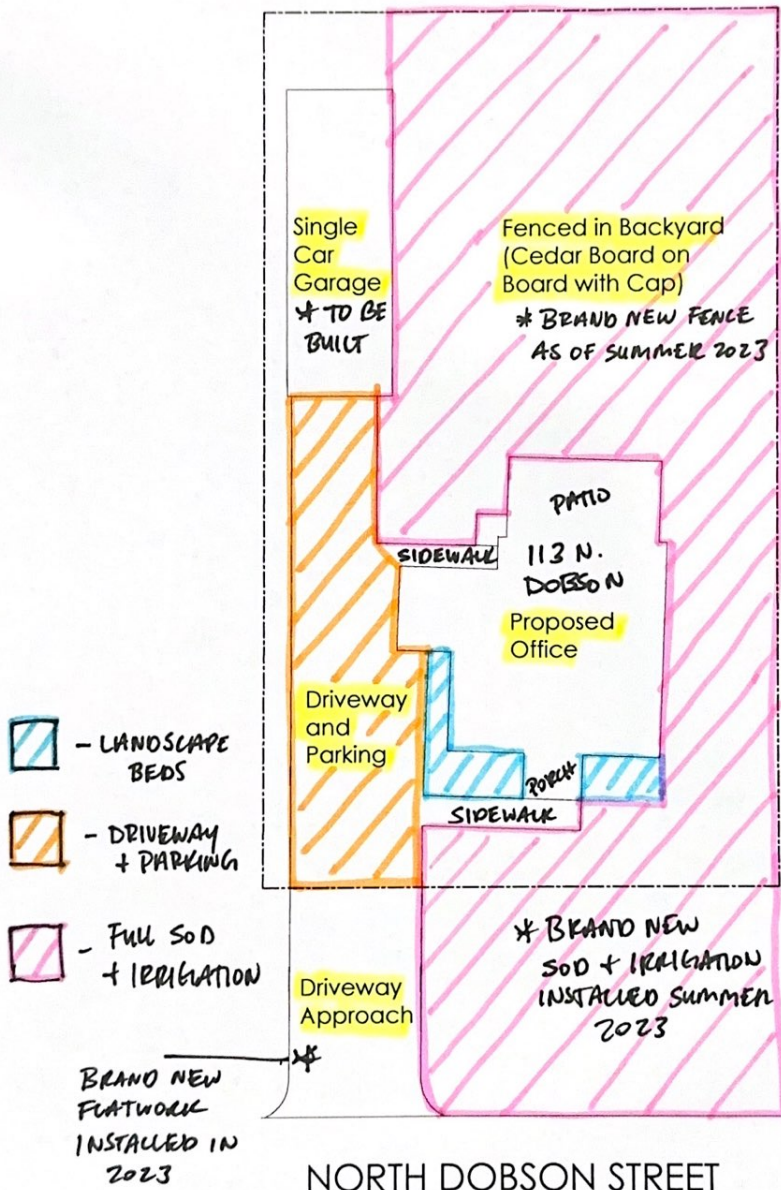 Single
Car
Garage
* TO BE
BUILT
Fenced in Backyard
(Cedar Board on
Board with Cap)
* BRAND NEW FENCE
AS OF SUMMER 2023
PATIO
SIDEWALK
113 N.
DOBSON
Proposed
Office
Driveway
and
Parking
PORCH
SIDEWALK
- LANDSCAPE
BEDS
- DRIVEWAY
+ PARKING
- FULL SOD
+ IRRIGATION
* BRAND NEW
SOD + IRRIGATION
INSTALLED SUMMER
2023
Driveway
Approach
*
BRAND NEW
FLATWORK
INSTALLED IN
2023
NORTH DOBSON STREET